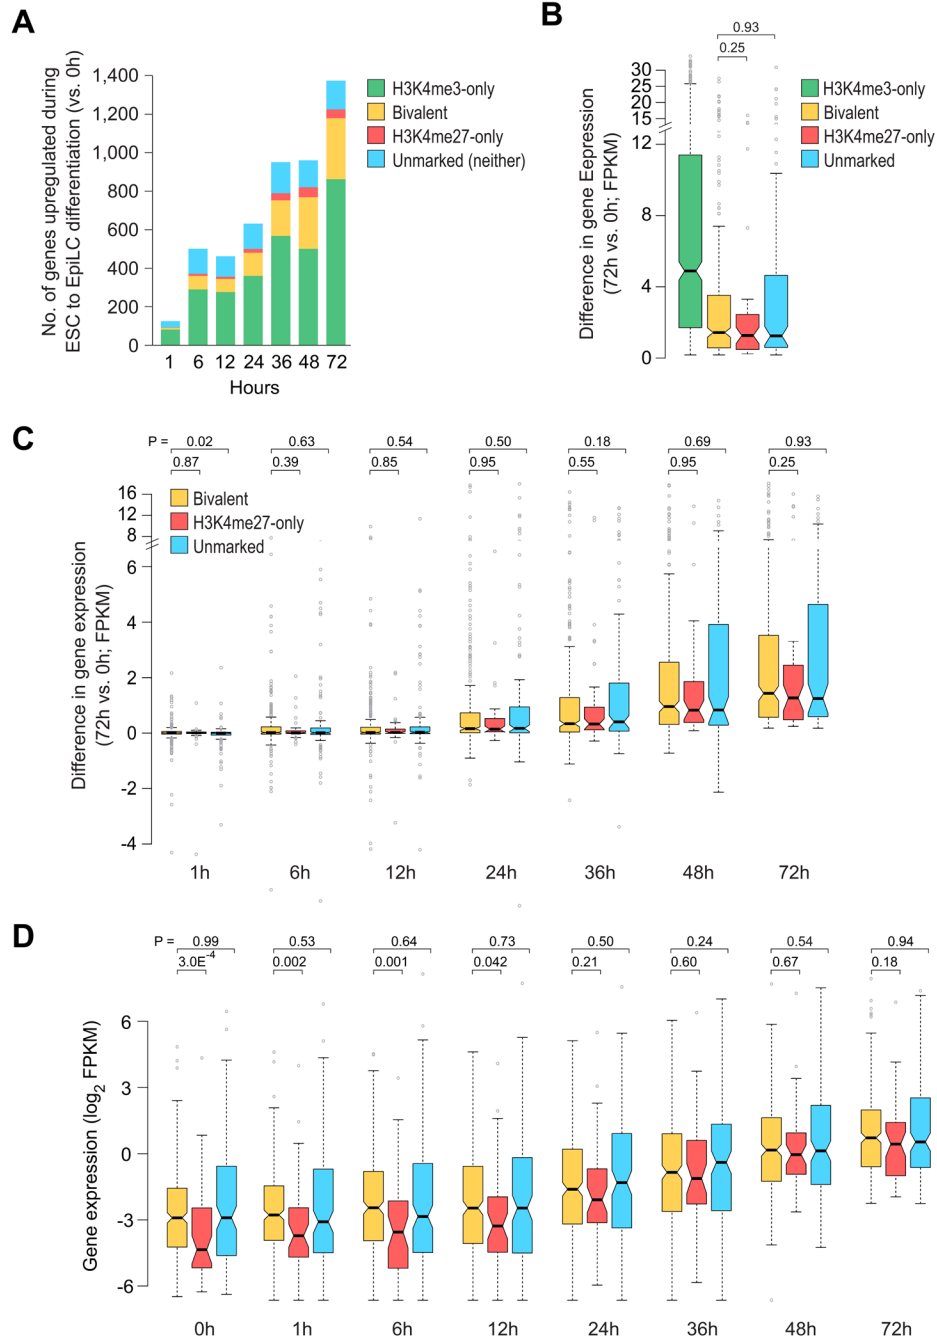 A
No. of genes upregulated during
ESC to EpiLC differentiation (vs. 0h)
1,400
1,200
1,000
800
600
400
200
0
1 6 12 24 36 48 72
Hours
H3K4me3-only
Bivalent
H3K4me27-only
Unmarked (neither)
B
Difference in gene Eepression
(72h vs. 0h; FPKM)
0.93
0.25
30
25
20
15
12
8
4
0
H3K4me3-only
Bivalent
H3K4me27-only
Unmarked
C
P = 0.02 0.63 0.54 0.50 0.18 0.69 0.93
0.87 0.39 0.85 0.95 0.55 0.95 0.25
Difference in gene expression
(72h vs. 0h; FPKM)
16
12
8
6
4
2
0
-2
-4
Bivalent
H3K4me27-only
Unmarked
1h 6h 12h 24h 36h 48h 72h
D
P = 0.99 0.53 0.64 0.73 0.50 0.24 0.54 0.94
3.0E-4 0.002 0.001 0.042 0.21 0.60 0.67 0.18
Gene expression (log2 FPKM)
6
3
0
-3
-6
0h 1h 6h 12h 24h 36h 48h 72h